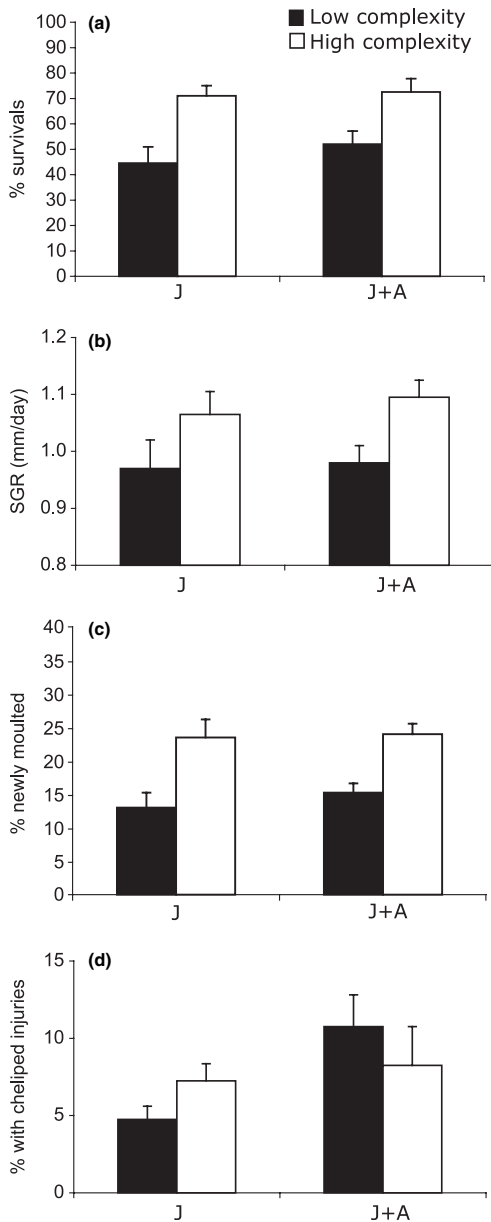 Low complexity
High complexity
(a)
100
90
80
70
60
50
40
30
20
10
0
% survivals
J
J+A
(b)
1.2
1.1
1.0
0.9
0.8
SGR (mm/day)
J
J+A
(c)
40
35
30
25
20
15
10
5
0
% newly moulted
J
J+A
(d)
15
10
5
0
% with cheliped injuries
J
J+A